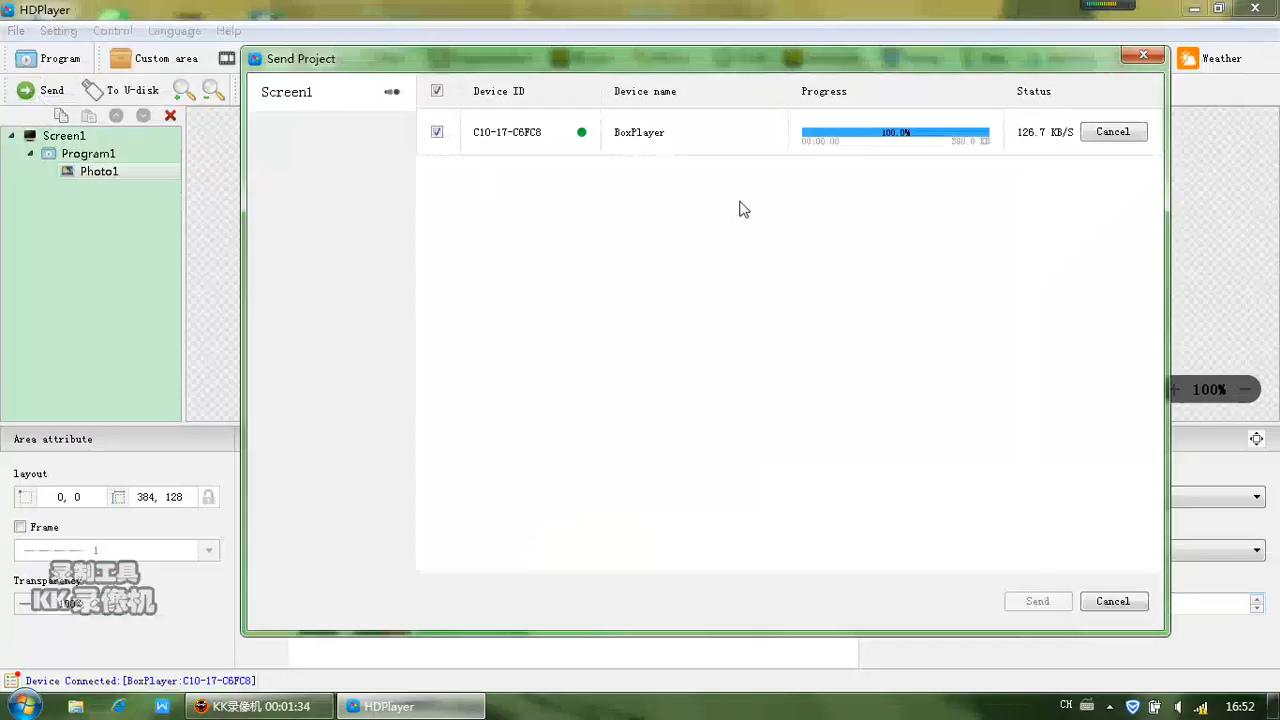 HDPlayer
File Setting Control Language Help
Program Custom area Weather
Send To U-disk
Screen1
Program1
Photo1
Send Project
Screen1
Device ID Device name Progress Status
C10-17-C6FC8 BoxPlayer 100.0% 126.7 KB/S Cancel
00:00:00 380.0 KB
100%
Area attribute
layout
0, 0 384, 128
Frame
1
Transparency
100%
录制工具
KK录像机
Send Cancel
Device Connected:[BoxPlayer:C10-17-C6FC8]
KK录像机 00:01:34 HDPlayer CH 16:52